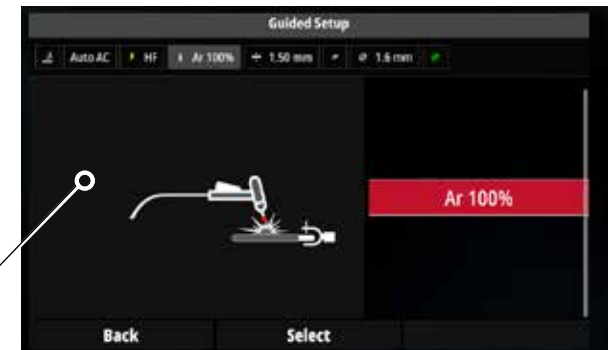 Guided Setup
Auto AC HF Ar 100% 1.50 mm ø 1.6 mm
Ar 100%
Back Select